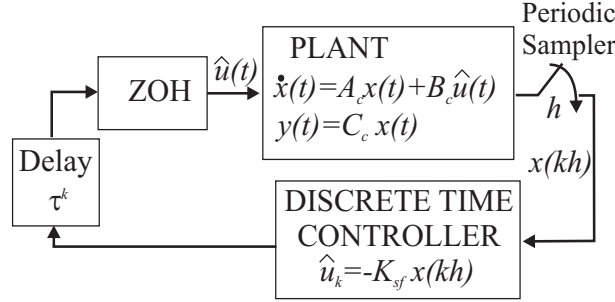 Periodic
Sampler
PLANT
ẋ(t)=A_c x(t)+B_c û(t)
y(t)=C_c x(t)
ZOH
û(t)
h
x(kh)
Delay
τ^k
DISCRETE TIME
CONTROLLER
û_k=-K_sf x(kh)